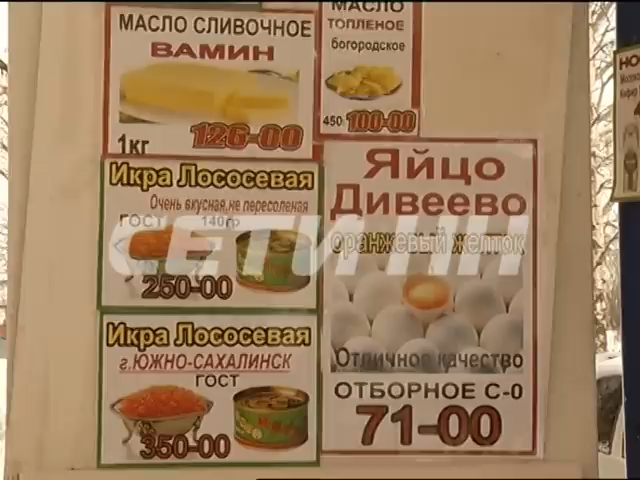 МАСЛО СЛИВОЧНОЕ
ВАМИН
1кг
126-00
МАСЛО
ТОПЛЕНОЕ
богородское
450 100-00
Икра Лососевая
Очень вкусная,не пересоленая
ГОСТ 140гр
250-00
Икра Лососевая
г.ЮЖНО-САХАЛИНСК
ГОСТ
350-00
Яйцо
Дивеево
оранжевый желток
Отличное качество
ОТБОРНОЕ С-0
71-00
СЕТИ НН